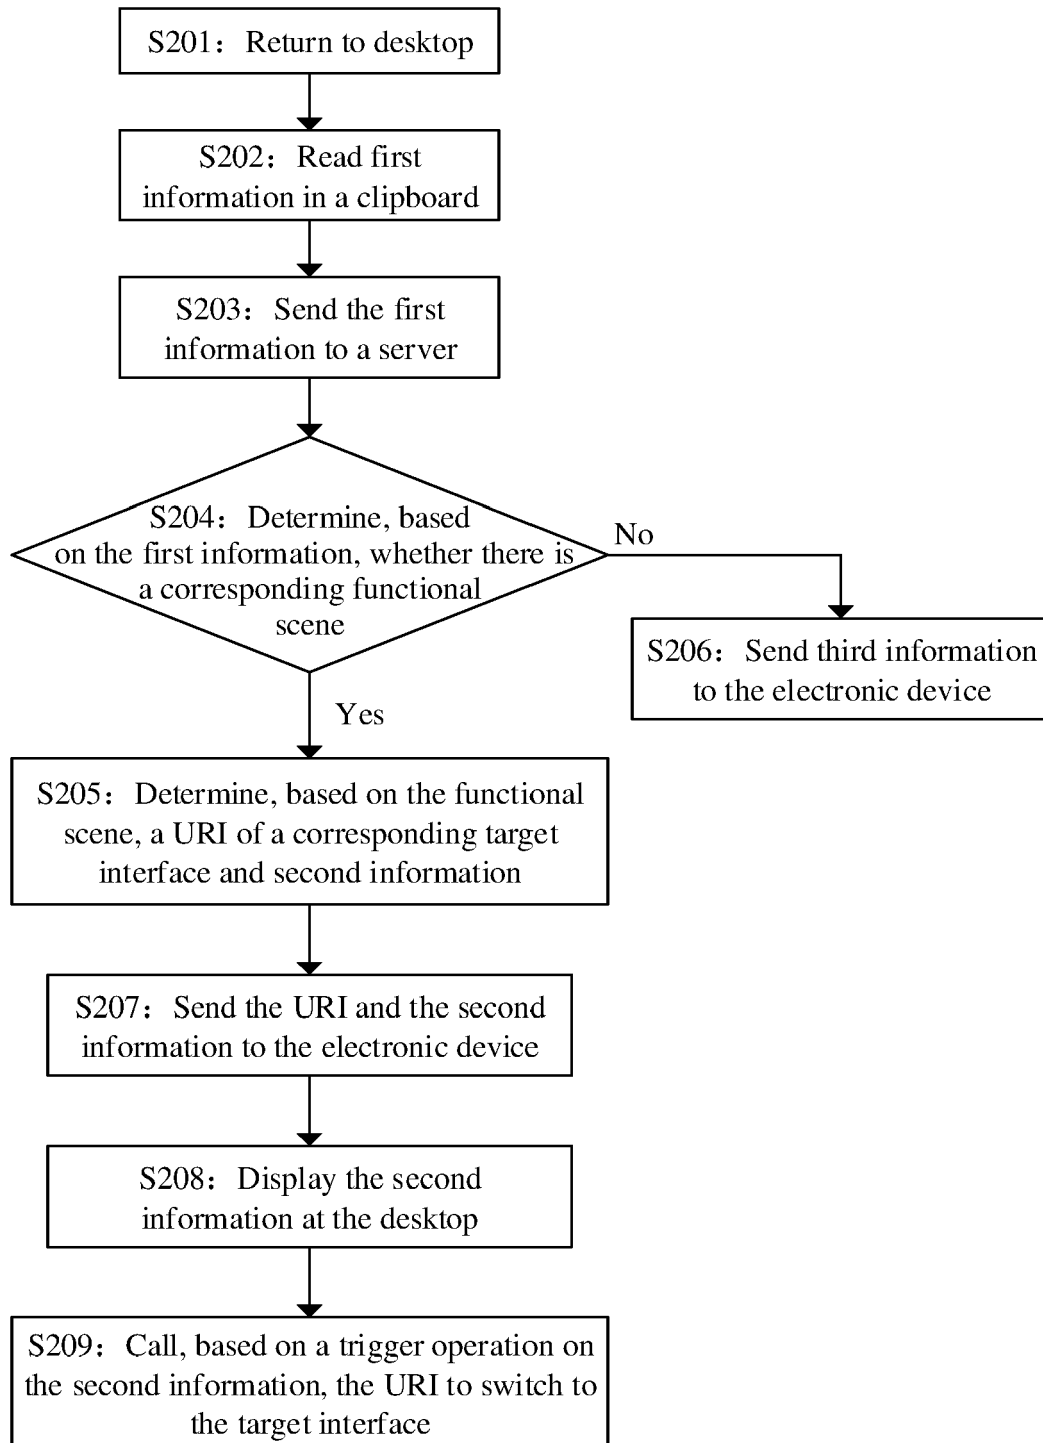 S201：Return to desktop
S202：Read first
information in a clipboard
S203：Send the first
information to a server
S204：Determine, based
on the first information, whether there is
a corresponding functional
scene
No
S206：Send third information
to the electronic device
Yes
S205：Determine, based on the functional
scene, a URI of a corresponding target
interface and second information
S207：Send the URI and the second
information to the electronic device
S208：Display the second
information at the desktop
S209：Call, based on a trigger operation on
the second information, the URI to switch to
the target interface